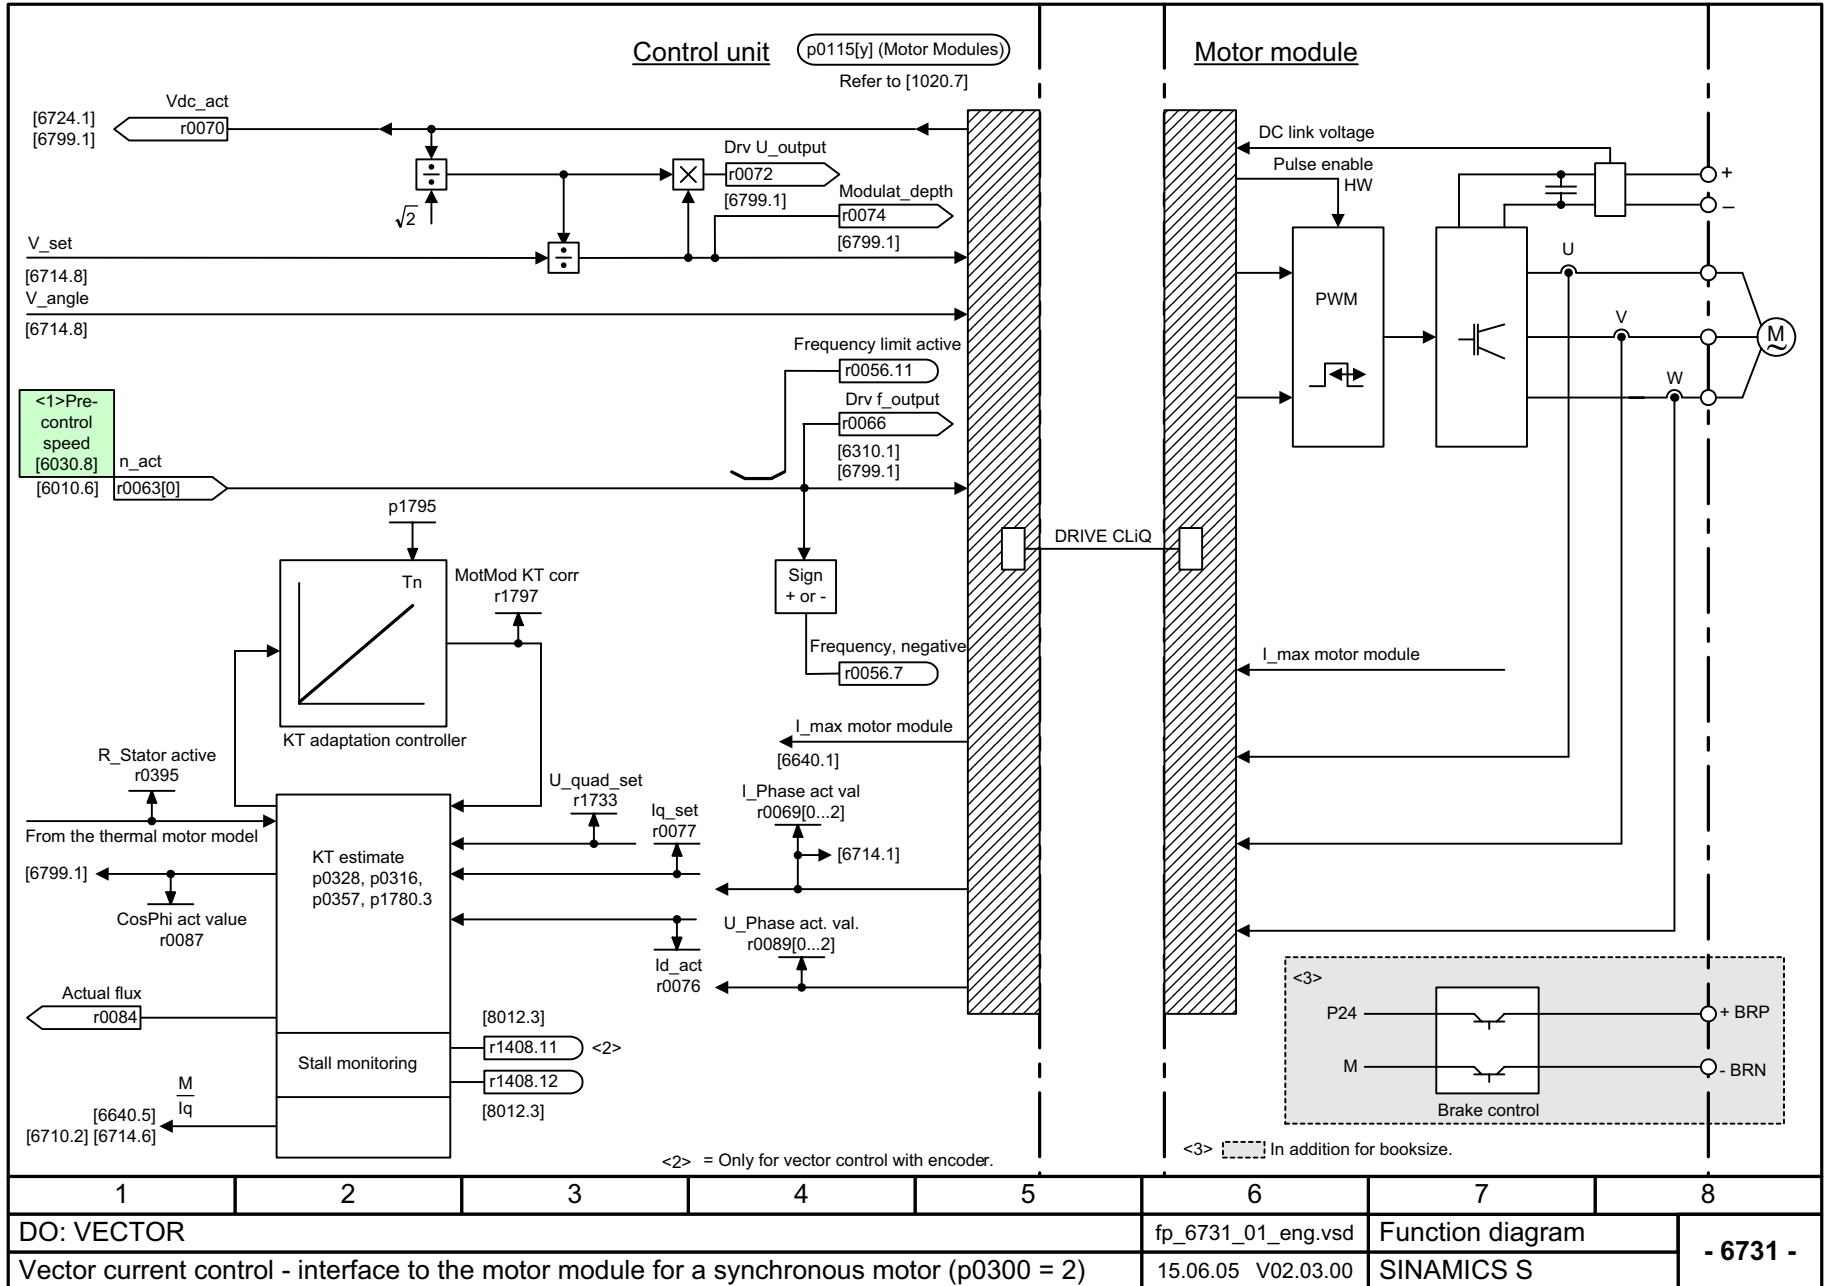 Control unit
p0115[y] (Motor Modules)
Refer to [1020.7]
Motor module
Vdc_act
[6724.1]
[6799.1]
r0070
÷
√2
×
Drv U_output
r0072
[6799.1]
Modulat_depth
r0074
[6799.1]
V_set
[6714.8]
÷
V_angle
[6714.8]
Frequency limit active
r0056.11
Drv f_output
r0066
[6310.1]
[6799.1]
<1>Pre-
control
speed
[6030.8]
n_act
[6010.6]
r0063[0]
p1795
Tn
MotMod KT corr
r1797
KT adaptation controller
Sign
+ or -
Frequency, negative
r0056.7
I_max motor module
[6640.1]
R_Stator active
r0395
From the thermal motor model
[6799.1]
CosPhi act value
r0087
KT estimate
p0328, p0316,
p0357, p1780.3
U_quad_set
r1733
Iq_set
r0077
I_Phase act val
r0069[0...2]
[6714.1]
U_Phase act. val.
r0089[0...2]
Id_act
r0076
Actual flux
r0084
[8012.3]
r1408.11
<2>
Stall monitoring
r1408.12
[8012.3]
M
Iq
[6640.5]
[6710.2] [6714.6]
<2> = Only for vector control with encoder.
DRIVE CLiQ
DC link voltage
Pulse enable
HW
PWM
+
–
U
V
W
M
~
I_max motor module
<3>
P24
M
+ BRP
- BRN
Brake control
<3> In addition for booksize.
1 2 3 4 5 6 7 8
DO: VECTOR
fp_6731_01_eng.vsd
Function diagram
- 6731 -
Vector current control - interface to the motor module for a synchronous motor (p0300 = 2)
15.06.05 V02.03.00
SINAMICS S